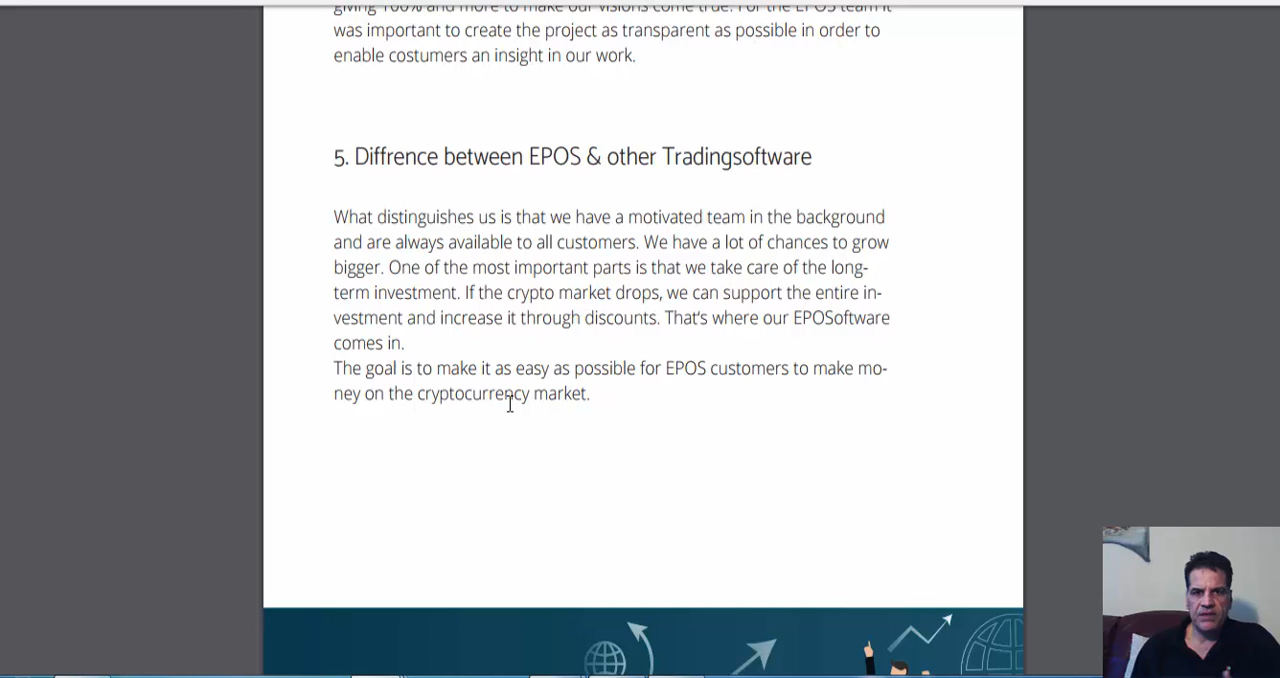 giving 100% and more to make our visions come true. For the EPOS team it
was important to create the project as transparent as possible in order to
enable costumers an insight in our work.
5. Diffrence between EPOS & other Tradingsoftware
What distinguishes us is that we have a motivated team in the background
and are always available to all customers. We have a lot of chances to grow
bigger. One of the most important parts is that we take care of the long-
term investment. If the crypto market drops, we can support the entire in-
vestment and increase it through discounts. That's where our EPOSoftware
comes in.
The goal is to make it as easy as possible for EPOS customers to make mo-
ney on the cryptocurrency market.